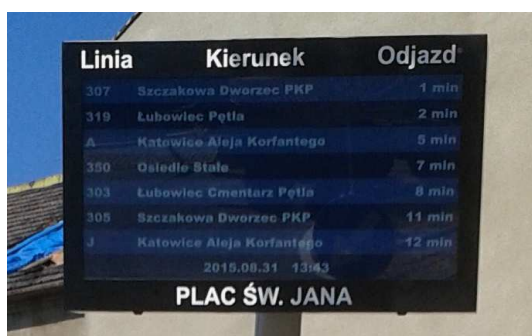 Linia Kierunek Odjazd
307 Szczakowa Dworzec PKP 1 min
319 Łubowiec Pętla 2 min
A Katowice Aleja Korfantego 5 min
350 Osiedle Stałe 7 min
303 Łubowiec Cmentarz Pętla 8 min
305 Szczakowa Dworzec PKP 11 min
J Katowice Aleja Korfantego 12 min
2015.08.31 13:43
PLAC ŚW. JANA